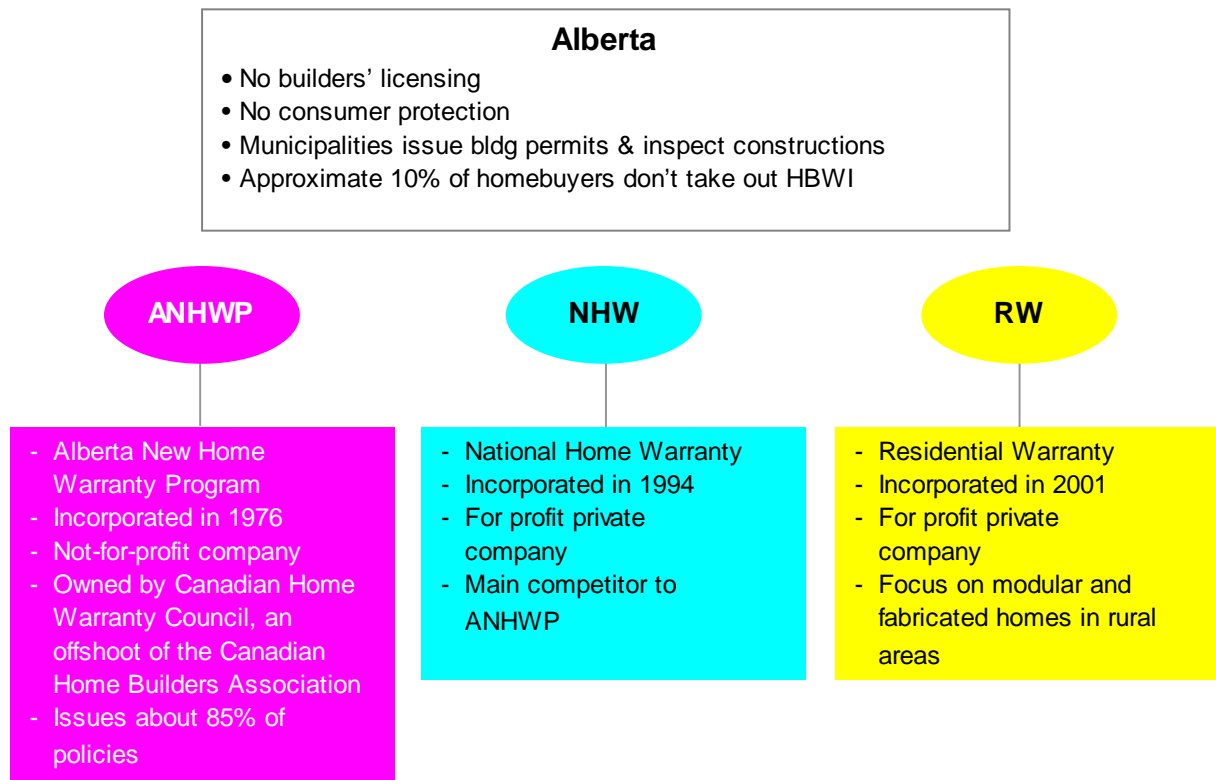 Alberta
• No builders’ licensing
• No consumer protection
• Municipalities issue bldg permits & inspect constructions
• Approximate 10% of homebuyers don’t take out HBWI
ANHWP
NHW
RW
- Alberta New Home
Warranty Program
- Incorporated in 1976
- Not-for-profit company
- Owned by Canadian Home
Warranty Council, an
offshoot of the Canadian
Home Builders Association
- Issues about 85% of
policies
- National Home Warranty
- Incorporated in 1994
- For profit private
company
- Main competitor to
ANHWP
- Residential Warranty
- Incorporated in 2001
- For profit private
company
- Focus on modular and
fabricated homes in rural
areas